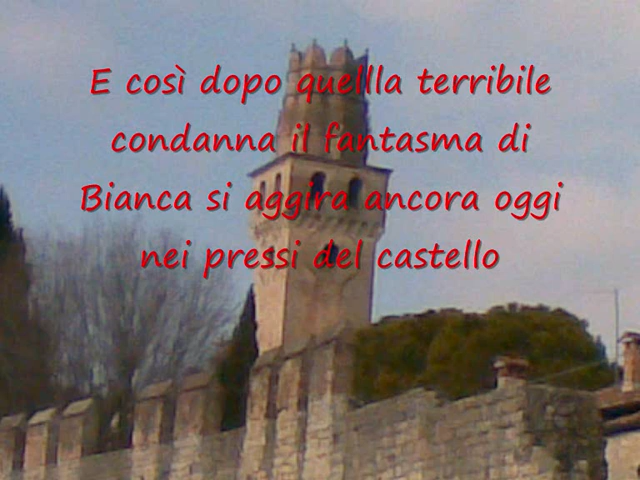 E così dopo quellla terribile
condanna il fantasma di
Bianca si aggira ancora oggi
nei pressi del castello